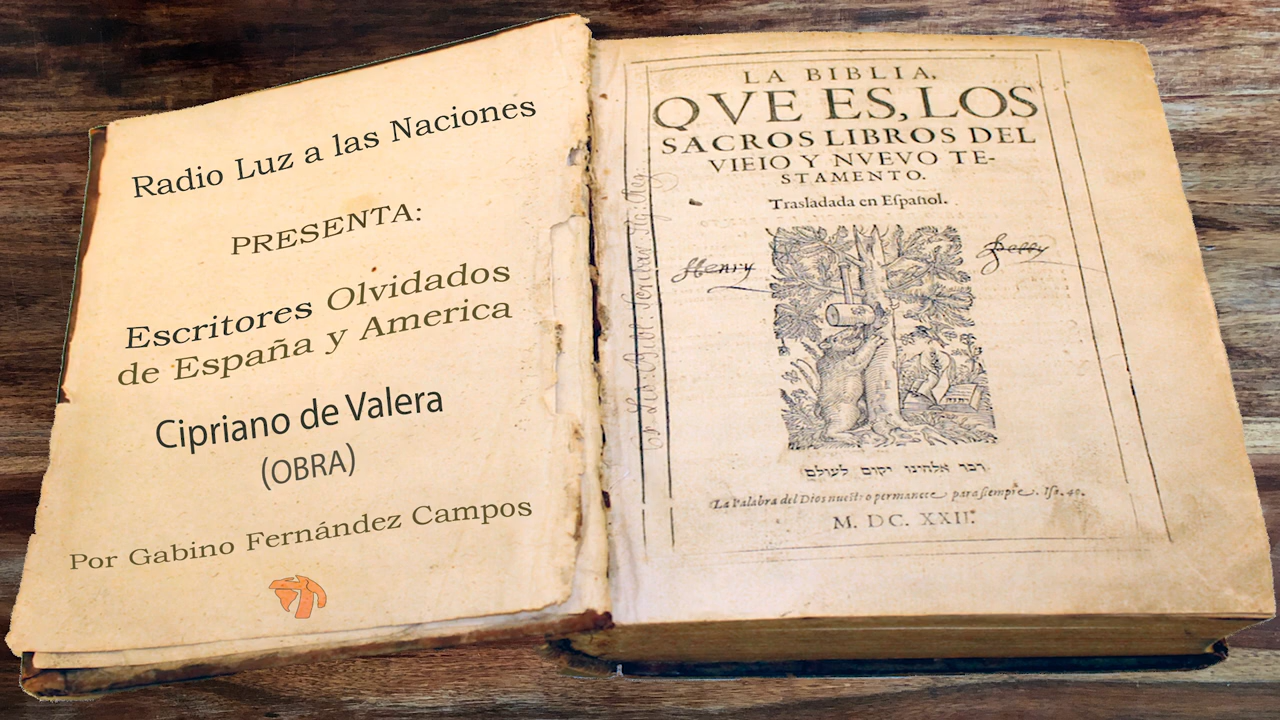 Radio Luz a las Naciones
PRESENTA:
Escritores Olvidados
de España y America
Cipriano de Valera
(OBRA)
Por Gabino Fernández Campos
LA BIBLIA,
QVE ES, LOS
SACROS LIBROS DEL
VIEIO Y NVEVO TE-
STAMENTO.
Trasladada en Español.
Henry
דבר אלהינו יקום לעולם
La Palabra del Dios nuestro permanece para siempre. Isa. 40.
M. DC. XXII.